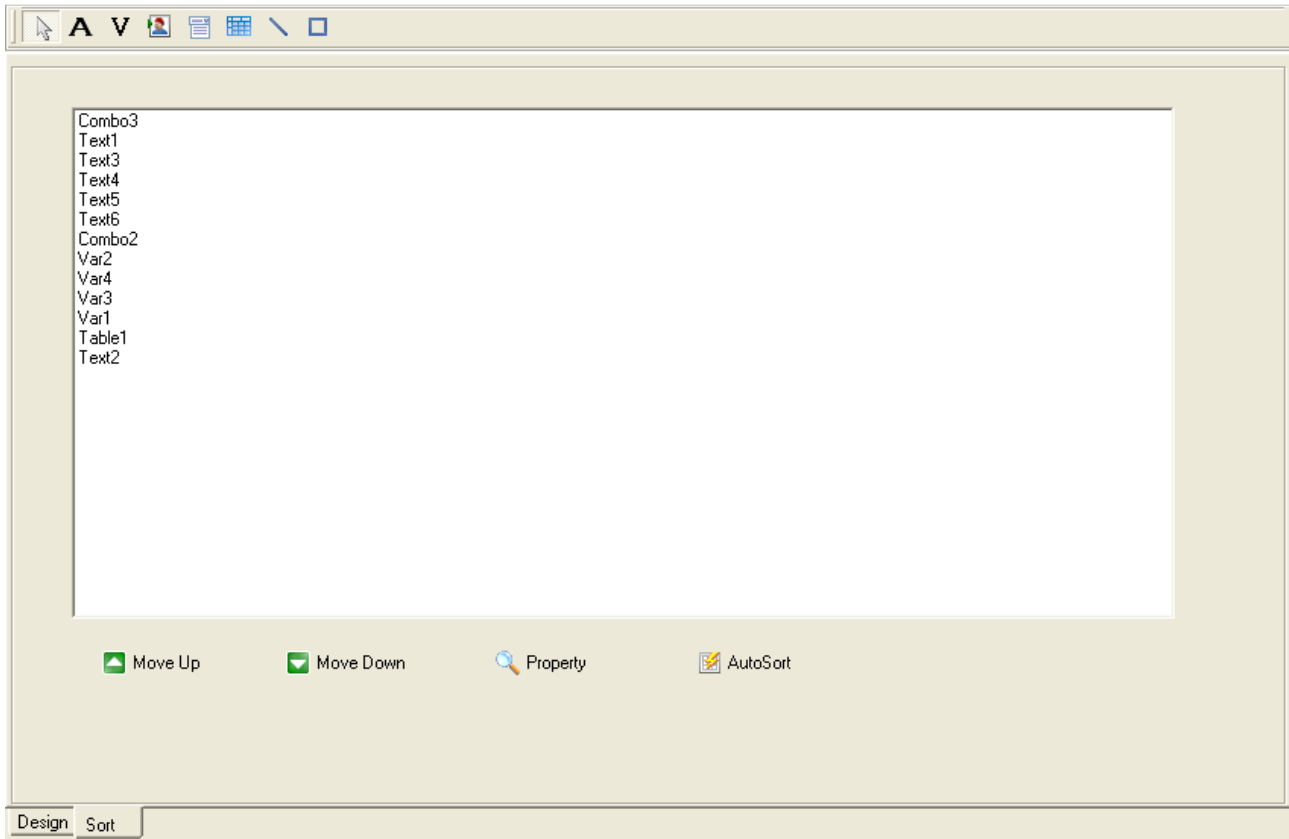 A V
Combo3
Text1
Text3
Text4
Text5
Text6
Combo2
Var2
Var4
Var3
Var1
Table1
Text2
Move Up Move Down Property AutoSort
Design Sort